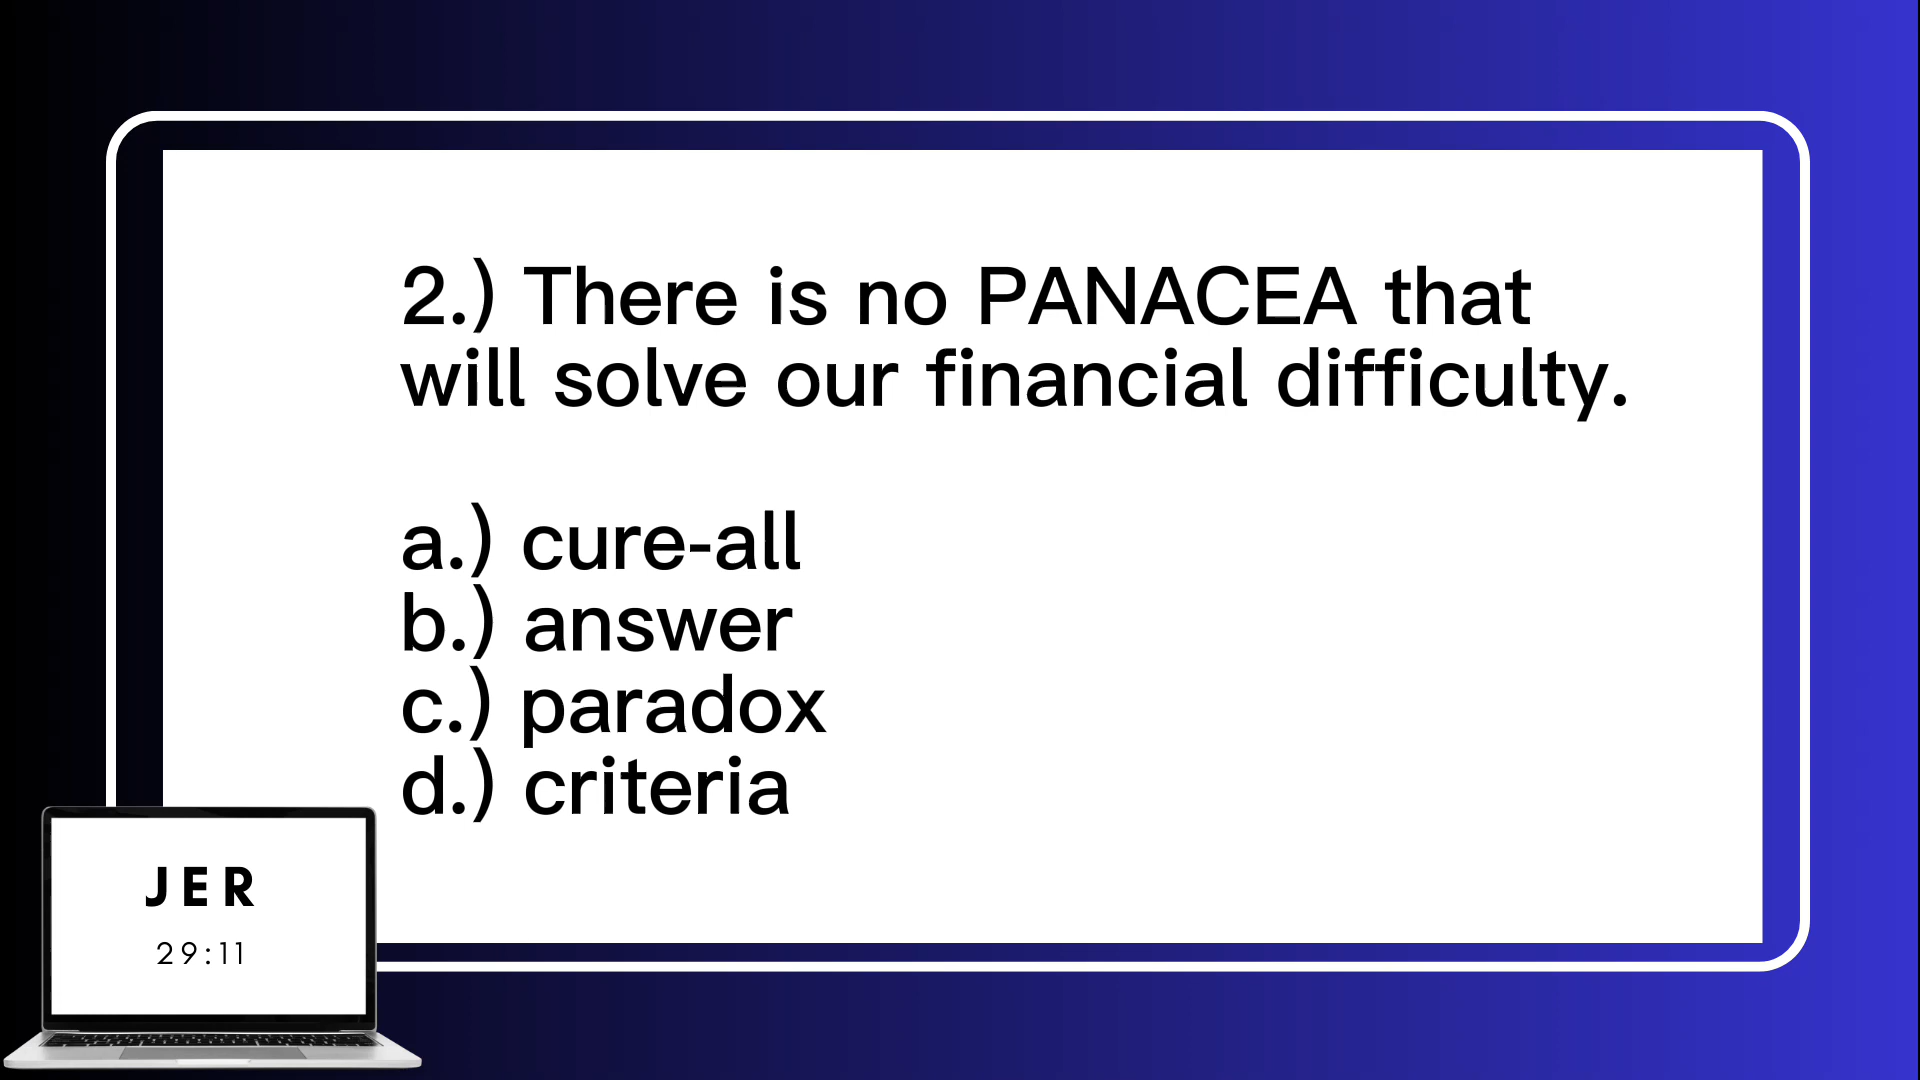 2.) There is no PANACEA that
will solve our financial difficulty.
a.) cure-all
b.) answer
c.) paradox
d.) criteria
JER
29:11